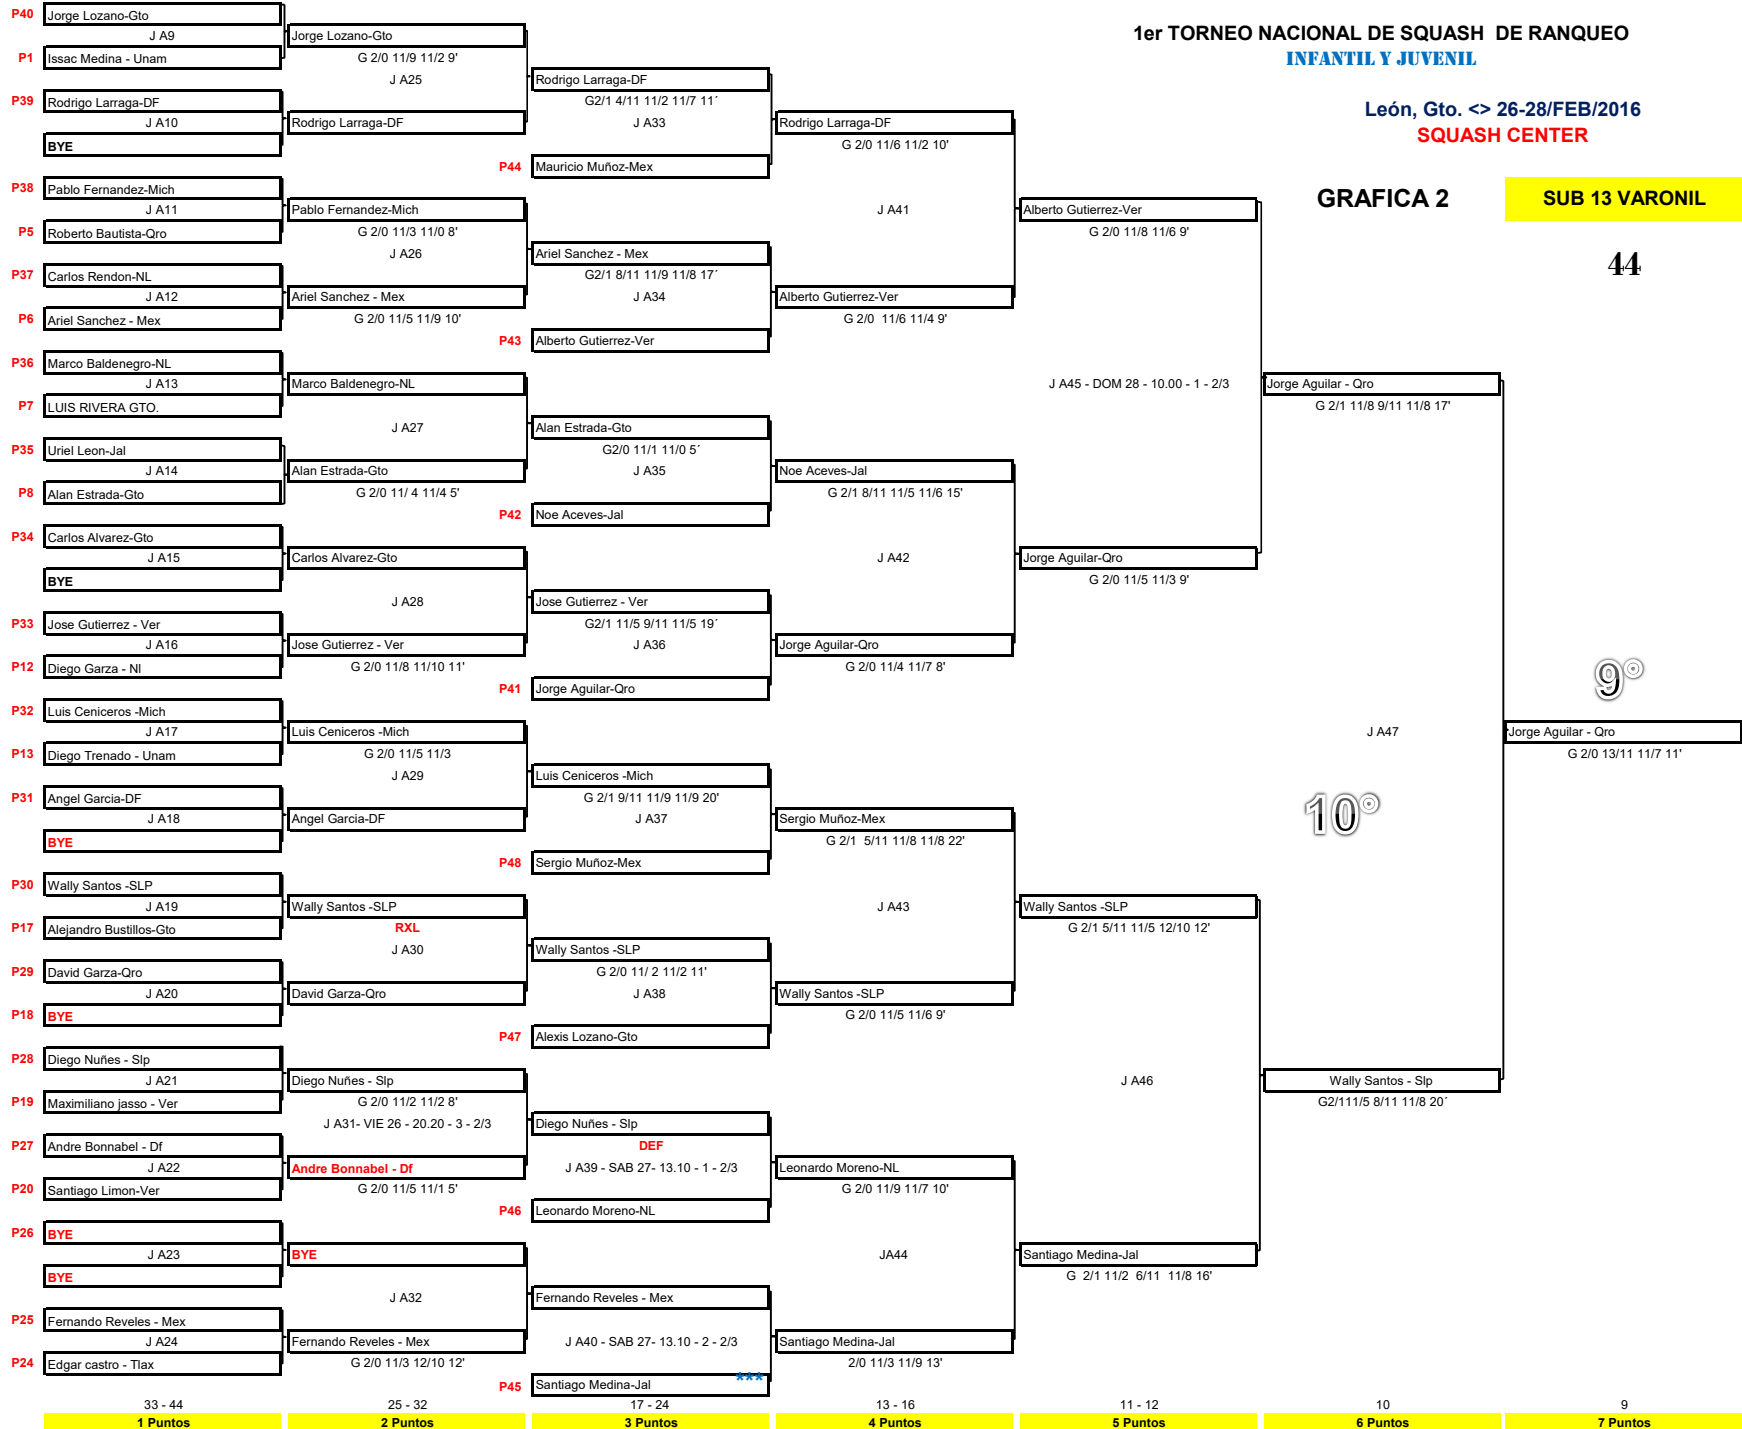 1er TORNEO NACIONAL DE SQUASH  DE RANQUEO
INFANTIL Y JUVENIL
León, Gto. <> 26-28/FEB/2016
SQUASH CENTER
GRAFICA 2
SUB 13 VARONIL
44
P40 Jorge Lozano-Gto
J A9
P1 Issac Medina - Unam
P39 Rodrigo Larraga-DF
J A10
BYE
P38 Pablo Fernandez-Mich
J A11
P5 Roberto Bautista-Qro
P37 Carlos Rendon-NL
J A12
P6 Ariel Sanchez - Mex
P36 Marco Baldenegro-NL
J A13
P7 LUIS RIVERA GTO.
P35 Uriel Leon-Jal
J A14
P8 Alan Estrada-Gto
P34 Carlos Alvarez-Gto
J A15
BYE
P33 Jose Gutierrez - Ver
J A16
P12 Diego Garza - Nl
P32 Luis Ceniceros -Mich
J A17
P13 Diego Trenado - Unam
P31 Angel Garcia-DF
J A18
BYE
P30 Wally Santos -SLP
J A19
P17 Alejandro Bustillos-Gto
P29 David Garza-Qro
J A20
P18 BYE
P28 Diego Nuñes - Slp
J A21
P19 Maximiliano jasso - Ver
P27 Andre Bonnabel - Df
J A22
P20 Santiago Limon-Ver
P26 BYE
J A23
BYE
P25 Fernando Reveles - Mex
J A24
P24 Edgar castro - Tlax
33 - 44
1 Puntos
Jorge Lozano-Gto
G 2/0 11/9 11/2 9'
J A25
Rodrigo Larraga-DF
Pablo Fernandez-Mich
G 2/0 11/3 11/0 8'
J A26
Ariel Sanchez - Mex
G 2/0 11/5 11/9 10'
Marco Baldenegro-NL
J A27
Alan Estrada-Gto
G 2/0 11/ 4 11/4 5'
Carlos Alvarez-Gto
J A28
Jose Gutierrez - Ver
G 2/0 11/8 11/10 11'
Luis Ceniceros -Mich
G 2/0 11/5 11/3
J A29
Angel Garcia-DF
Wally Santos -SLP
RXL
J A30
David Garza-Qro
Diego Nuñes - Slp
G 2/0 11/2 11/2 8'
J A31- VIE 26 - 20.20 - 3 - 2/3
Andre Bonnabel - Df
G 2/0 11/5 11/1 5'
BYE
J A32
Fernando Reveles - Mex
G 2/0 11/3 12/10 12'
25 - 32
2 Puntos
Rodrigo Larraga-DF
G2/1 4/11 11/2 11/7 11´
J A33
P44 Mauricio Muñoz-Mex
Ariel Sanchez - Mex
G2/1 8/11 11/9 11/8 17´
J A34
P43 Alberto Gutierrez-Ver
Alan Estrada-Gto
G2/0 11/1 11/0 5´
J A35
P42 Noe Aceves-Jal
Jose Gutierrez - Ver
G2/1 11/5 9/11 11/5 19´
J A36
P41 Jorge Aguilar-Qro
Luis Ceniceros -Mich
G 2/1 9/11 11/9 11/9 20'
J A37
P48 Sergio Muñoz-Mex
Wally Santos -SLP
G 2/0 11/ 2 11/2 11'
J A38
P47 Alexis Lozano-Gto
Diego Nuñes - Slp
DEF
J A39 - SAB 27- 13.10 - 1 - 2/3
P46 Leonardo Moreno-NL
Fernando Reveles - Mex
J A40 - SAB 27- 13.10 - 2 - 2/3
P45 Santiago Medina-Jal ***
17 - 24
3 Puntos
Rodrigo Larraga-DF
G 2/0 11/6 11/2 10'
J A41
Alberto Gutierrez-Ver
G 2/0  11/6 11/4 9'
Noe Aceves-Jal
G 2/1 8/11 11/5 11/6 15'
J A42
Jorge Aguilar-Qro
G 2/0 11/4 11/7 8'
Sergio Muñoz-Mex
G 2/1  5/11 11/8 11/8 22'
J A43
Wally Santos -SLP
G 2/0 11/5 11/6 9'
Leonardo Moreno-NL
G 2/0 11/9 11/7 10'
JA44
Santiago Medina-Jal
2/0 11/3 11/9 13'
13 - 16
4 Puntos
Alberto Gutierrez-Ver
G 2/0 11/8 11/6 9'
J A45 - DOM 28 - 10.00 - 1 - 2/3
Jorge Aguilar-Qro
G 2/0 11/5 11/3 9'
Wally Santos -SLP
G 2/1 5/11 11/5 12/10 12'
J A46
Santiago Medina-Jal
G  2/1 11/2  6/11  11/8 16'
11 - 12
5 Puntos
Jorge Aguilar - Qro
G 2/1 11/8 9/11 11/8 17'
J A47
10°
Wally Santos - Slp
G2/111/5 8/11 11/8 20´
10
6 Puntos
9°
Jorge Aguilar - Qro
G 2/0 13/11 11/7 11'
9
7 Puntos